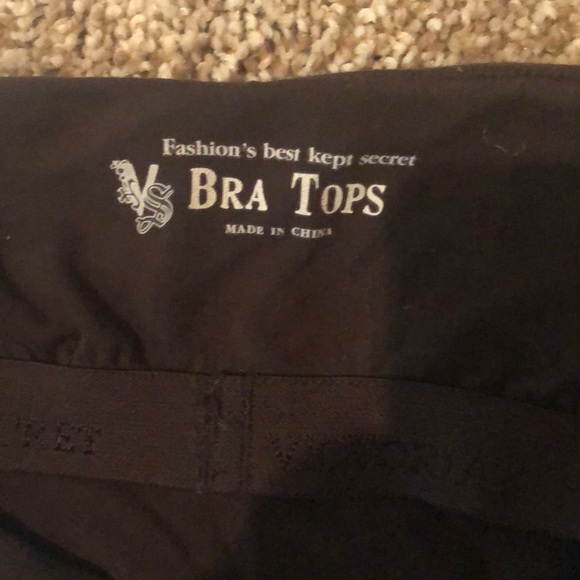 Fashion's best kept secret
VS BRA TOPS
MADE IN CHINA